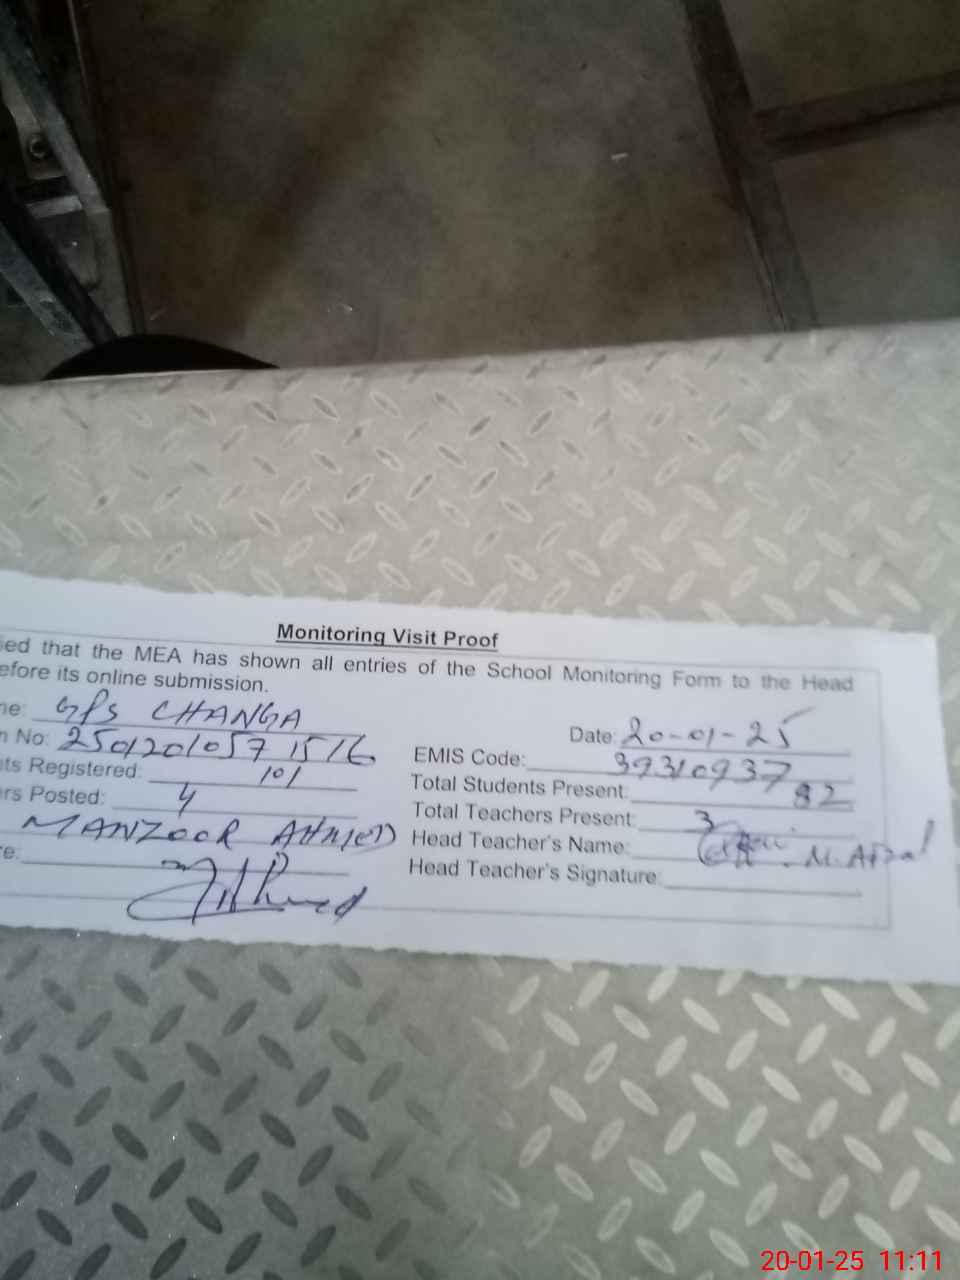 Monitoring Visit Proof
ied that the MEA has shown all entries of the School Monitoring Form to the Head
efore its online submission.
ne: GPS CHANGA
Date: 20-01-25
n No: 2501201057 1516
EMIS Code: 39310937
nts Registered: 101
Total Students Present: 82
ers Posted: 4
Total Teachers Present: 3
MANZOOR AHMED
Head Teacher's Name: M. Afzal
re:
Head Teacher's Signature:
20-01-25 11:11